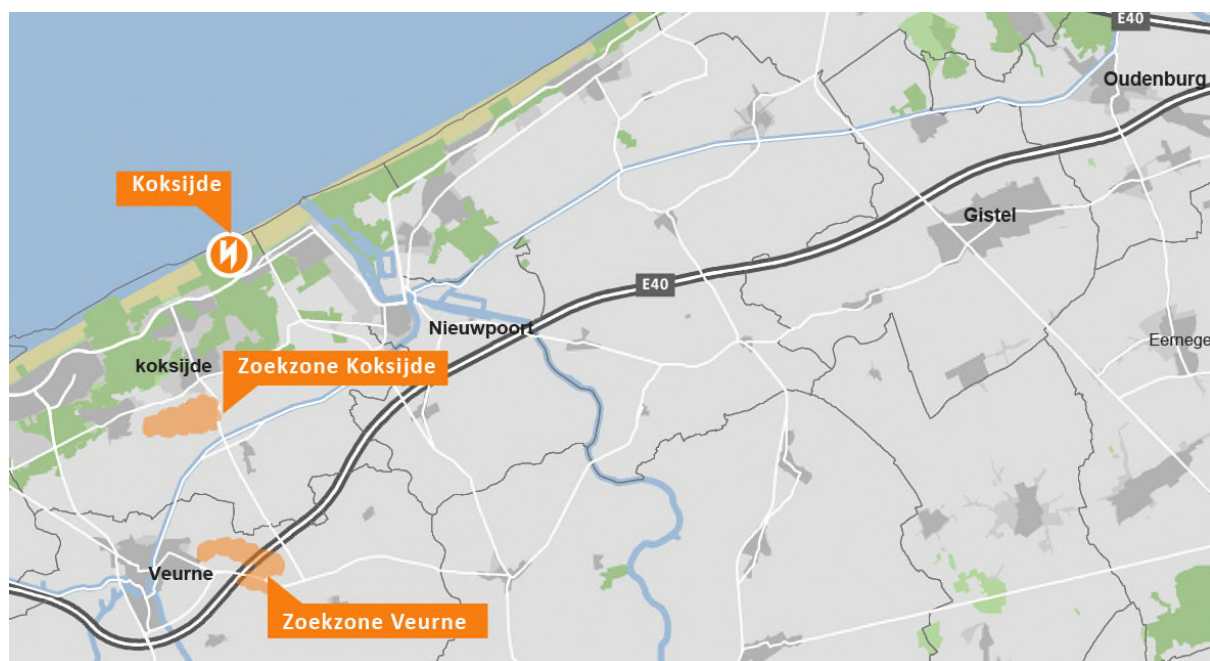 E40
Oudenburg
Koksijde
Gistel
E40
Nieuwpoort
Eernege
koksijde
Zoekzone Koksijde
Veurne
Zoekzone Veurne